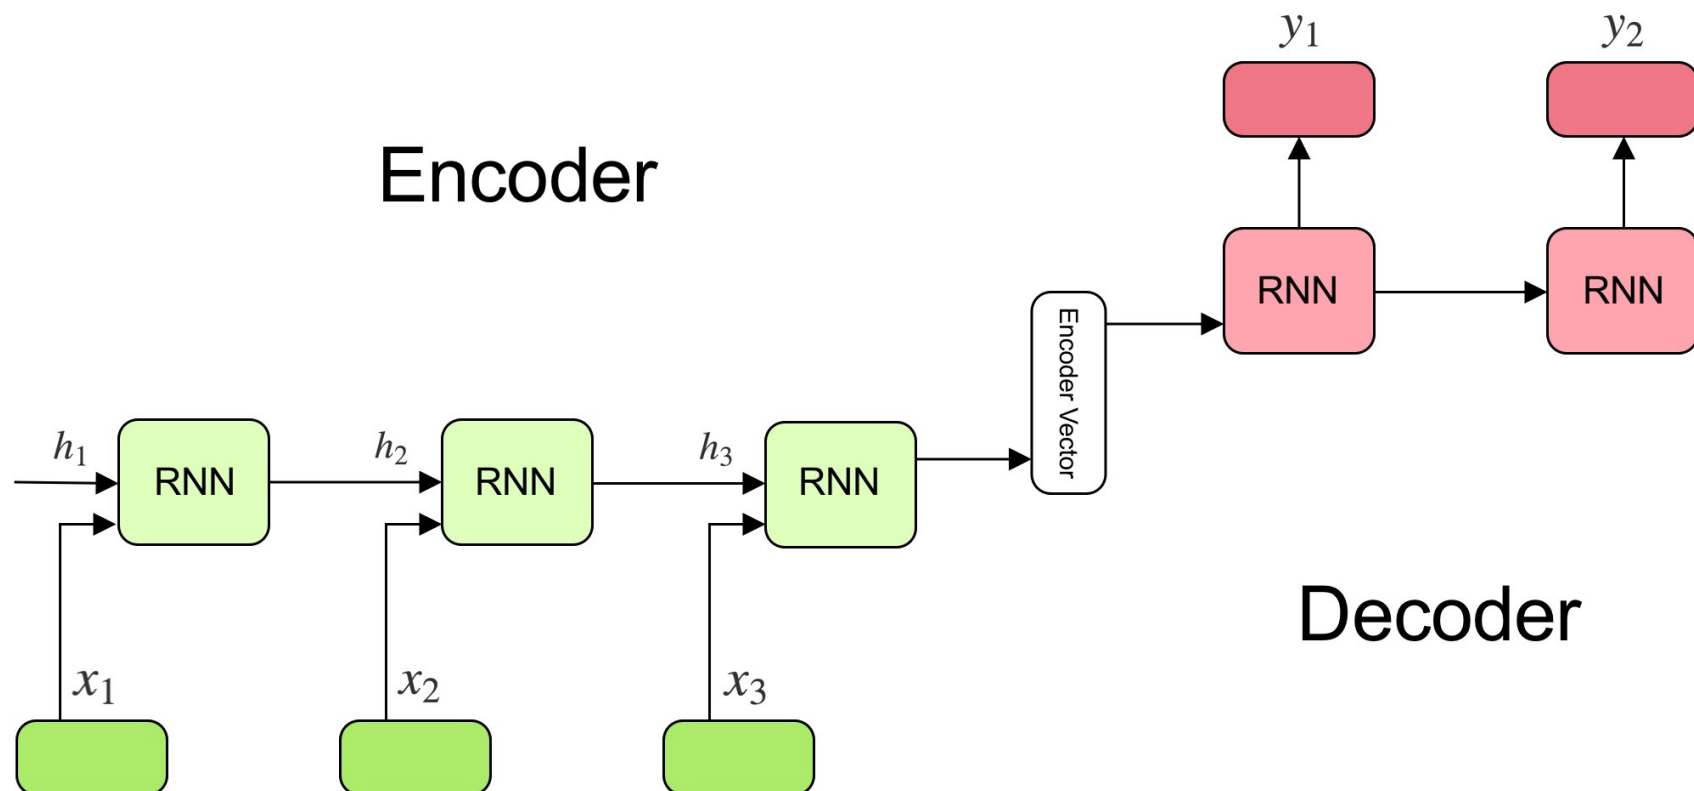 y₁
y₂
Encoder
RNN
RNN
Encoder Vector
h₁
RNN
h₂
RNN
h₃
RNN
Decoder
x₁
x₂
x₃